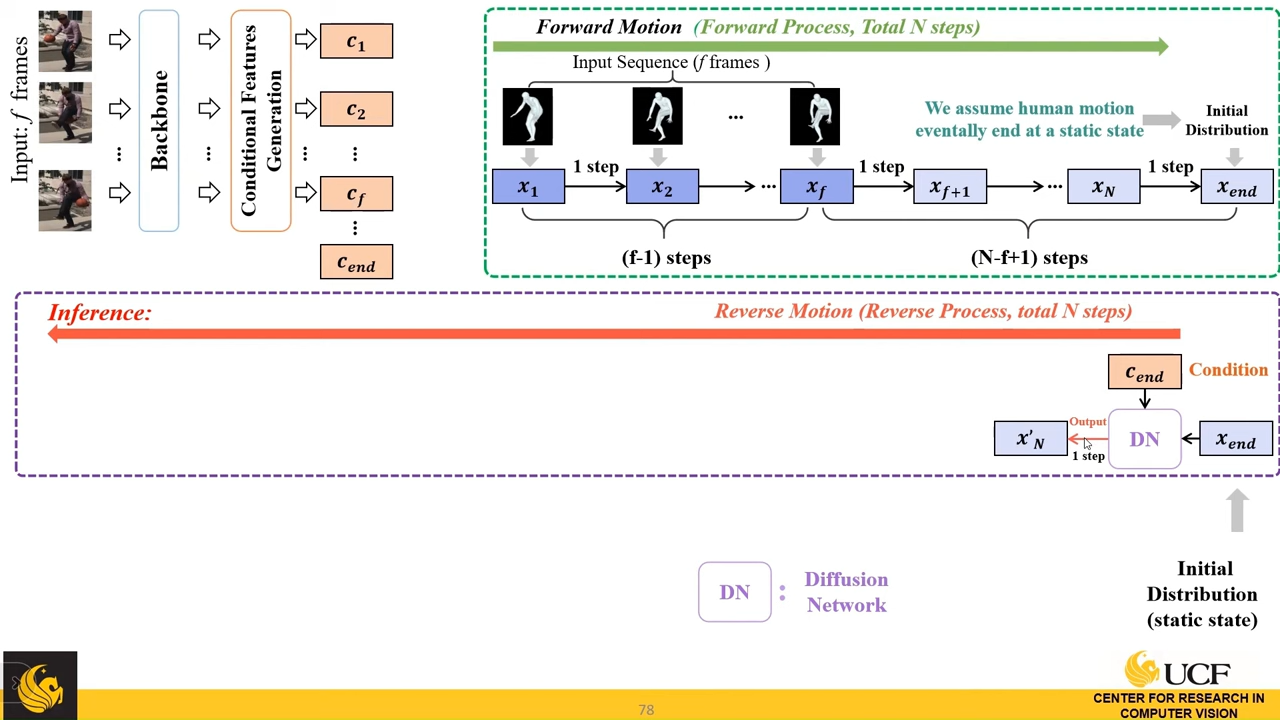 Input: f frames
Backbone
Conditional Features
Generation
c1
c2
...
cf
...
cend
Forward Motion (Forward Process, Total N steps)
Input Sequence (f frames )
...
We assume human motion
eventally end at a static state
Initial
Distribution
x1
1 step
x2
...
xf
1 step
xf+1
...
xN
1 step
xend
(f-1) steps
(N-f+1) steps
Inference:
Reverse Motion (Reverse Process, total N steps)
cend
Condition
x'N
Output
1 step
DN
xend
DN
:
Diffusion
Network
Initial
Distribution
(static state)
78
UCF
CENTER FOR RESEARCH IN
COMPUTER VISION